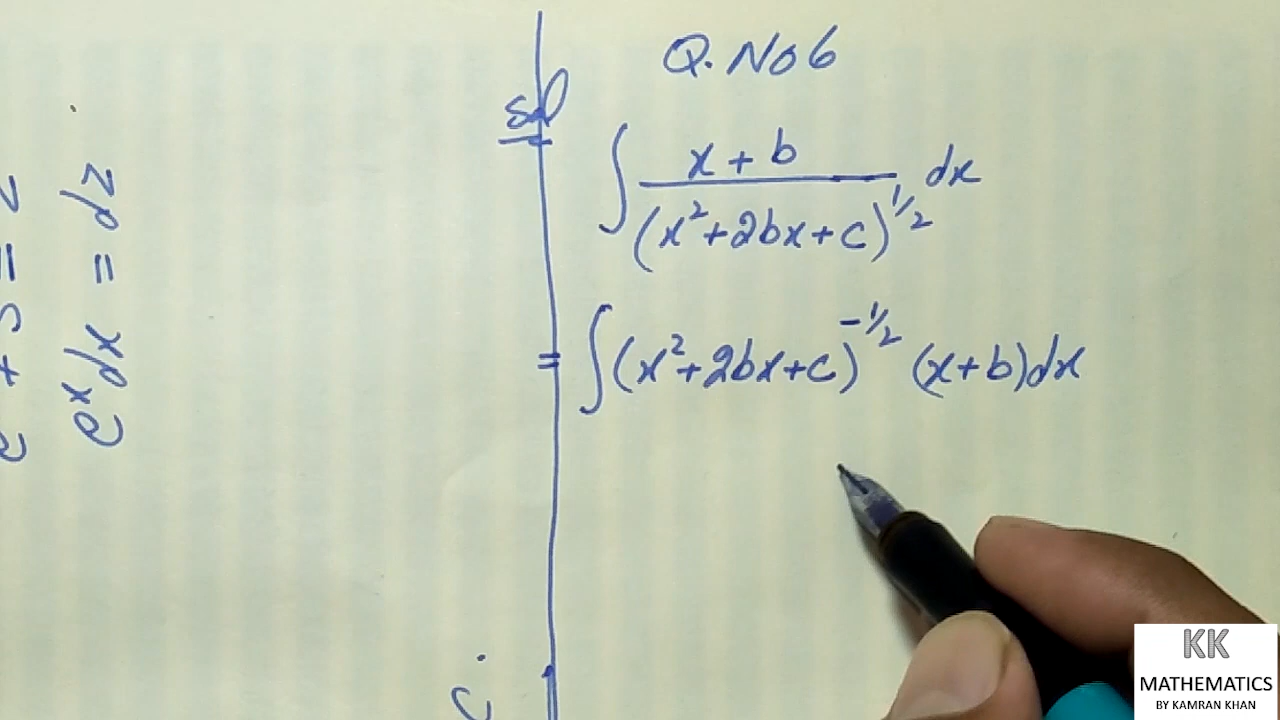 Q. No 6
sol
∫ x + b / (x²+2bx+c)^1/2 dx
= ∫(x²+2bx+c)^-1/2 (x+b)dx
e^x dx = dz
KK
MATHEMATICS
BY KAMRAN KHAN